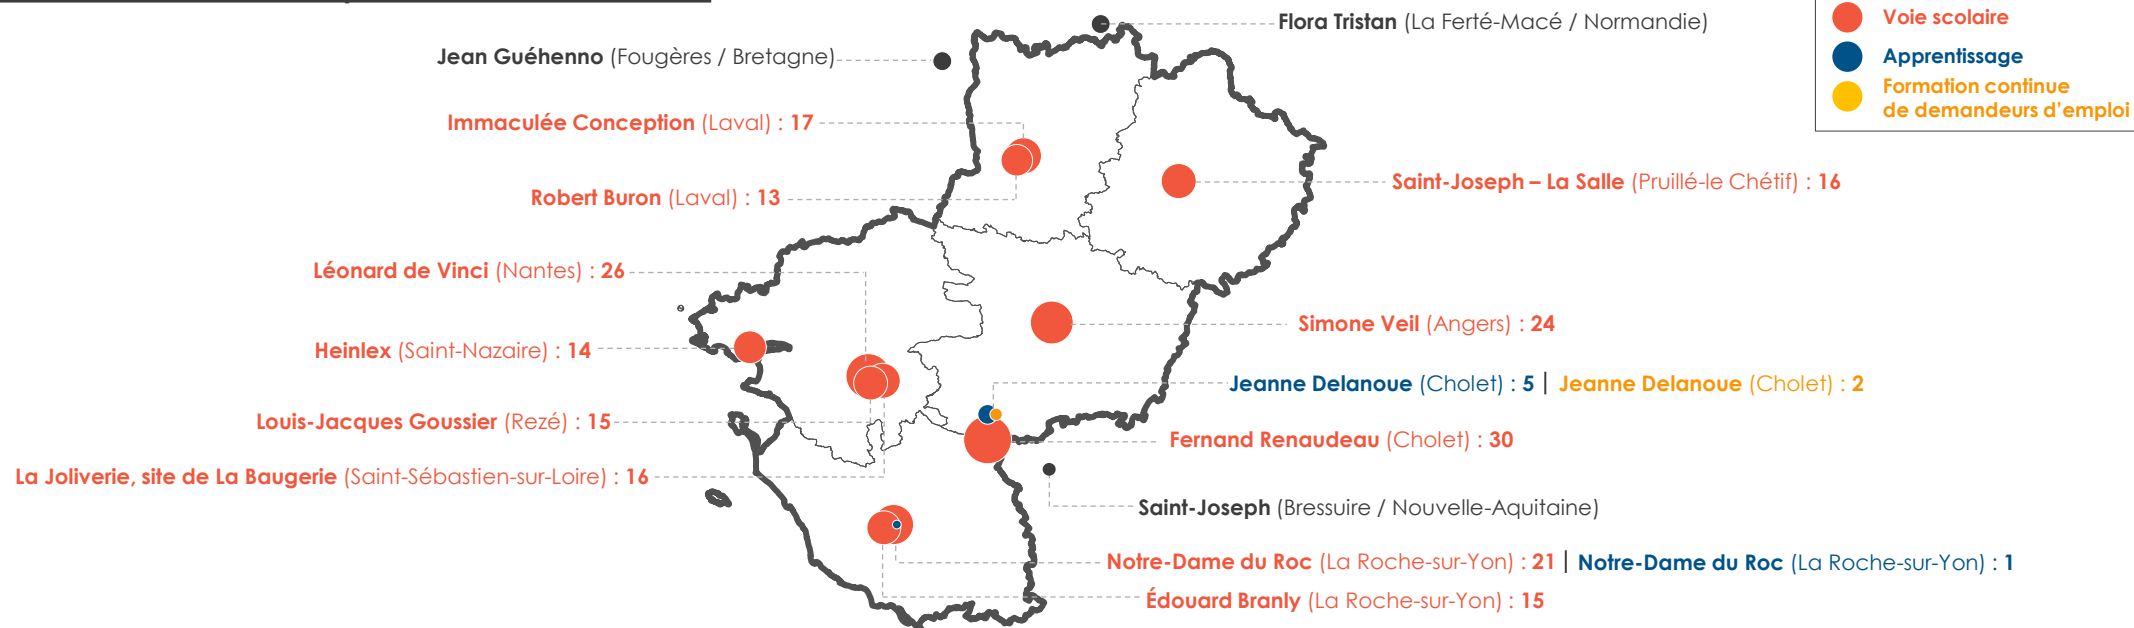 Flora Tristan (La Ferté-Macé / Normandie)
Voie scolaire
Jean Guéhenno (Fougères / Bretagne)
Apprentissage
Formation continue
de demandeurs d'emploi
Immaculée Conception (Laval) : 17
Saint-Joseph – La Salle (Pruillé-le Chétif) : 16
Robert Buron (Laval) : 13
Léonard de Vinci (Nantes) : 26
Simone Veil (Angers) : 24
Heinlex (Saint-Nazaire) : 14
Jeanne Delanoue (Cholet) : 5 | Jeanne Delanoue (Cholet) : 2
Louis-Jacques Goussier (Rezé) : 15
Fernand Renaudeau (Cholet) : 30
La Joliverie, site de La Baugerie (Saint-Sébastien-sur-Loire) : 16
Saint-Joseph (Bressuire / Nouvelle-Aquitaine)
Notre-Dame du Roc (La Roche-sur-Yon) : 21 | Notre-Dame du Roc (La Roche-sur-Yon) : 1
Édouard Branly (La Roche-sur-Yon) : 15